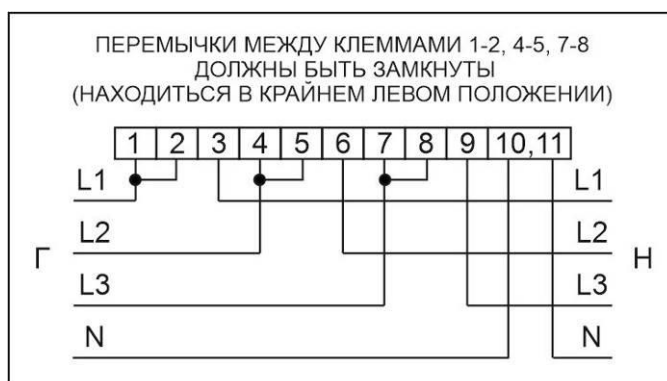 ПЕРЕМЫЧКИ МЕЖДУ КЛЕММАМИ 1-2, 4-5, 7-8
ДОЛЖНЫ БЫТЬ ЗАМКНУТЫ
(НАХОДИТЬСЯ В КРАЙНЕМ ЛЕВОМ ПОЛОЖЕНИИ)
1 2 3 4 5 6 7 8 9 10,11
L1 L1
L2 L2
Г Н
L3 L3
N N